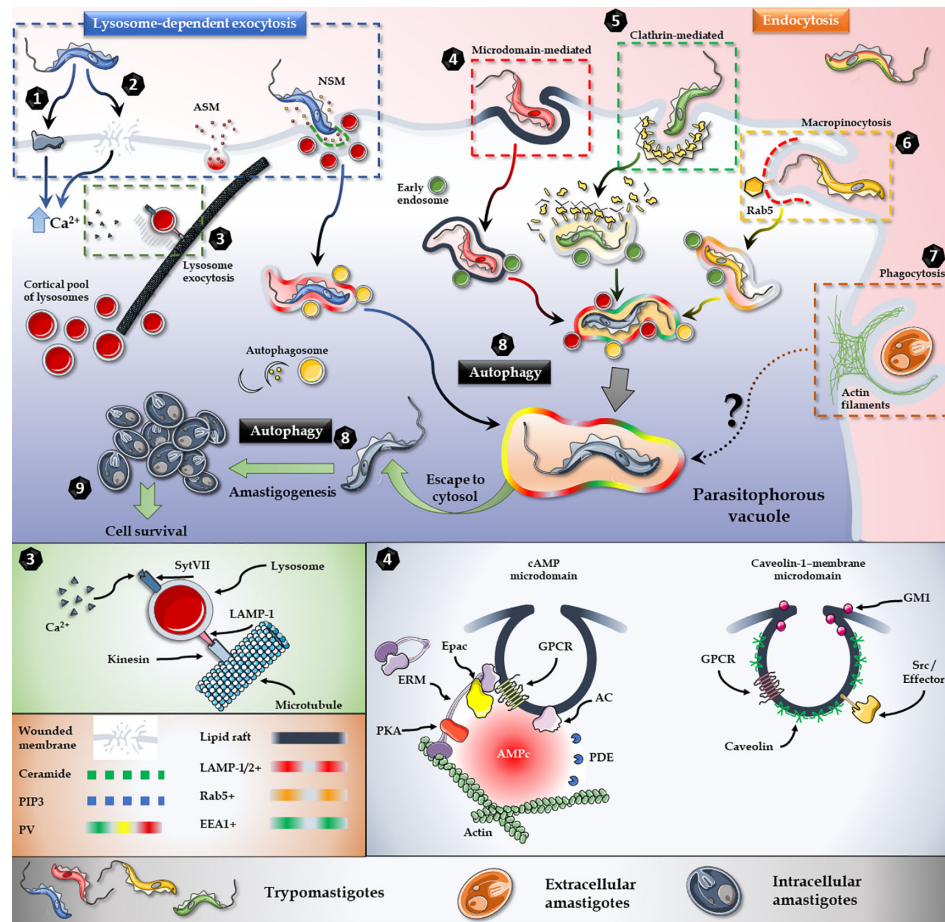 Lysosome-dependent exocytosis
Endocytosis
1
2
ASM
NSM
4
Microdomain-mediated
5
Clathrin-mediated
Macropinocytosis
6
Rab5
Ca²⁺
3
Lysosome
exocytosis
Early
endosome
7
Phagocytosis
Actin
filaments
Cortical pool
of lysosomes
Autophagosome
8
Autophagy
?
Autophagy
8
9
Amastigogenesis
Escape to
cytosol
Parasitophorous
vacuole
Cell survival
3
SytVII
Lysosome
Ca²⁺
LAMP-1
Kinesin
Microtubule
4
cAMP
microdomain
Caveolin-1–membrane
microdomain
GM1
Epac
GPCR
ERM
AC
PKA
AMPc
PDE
Actin
GPCR
Src/
Effector
Caveolin
Wounded
membrane
Ceramide
PIP3
PV
Lipid raft
LAMP-1/2+
Rab5+
EEA1+
Trypomastigotes
Extracellular
amastigotes
Intracellular
amastigotes